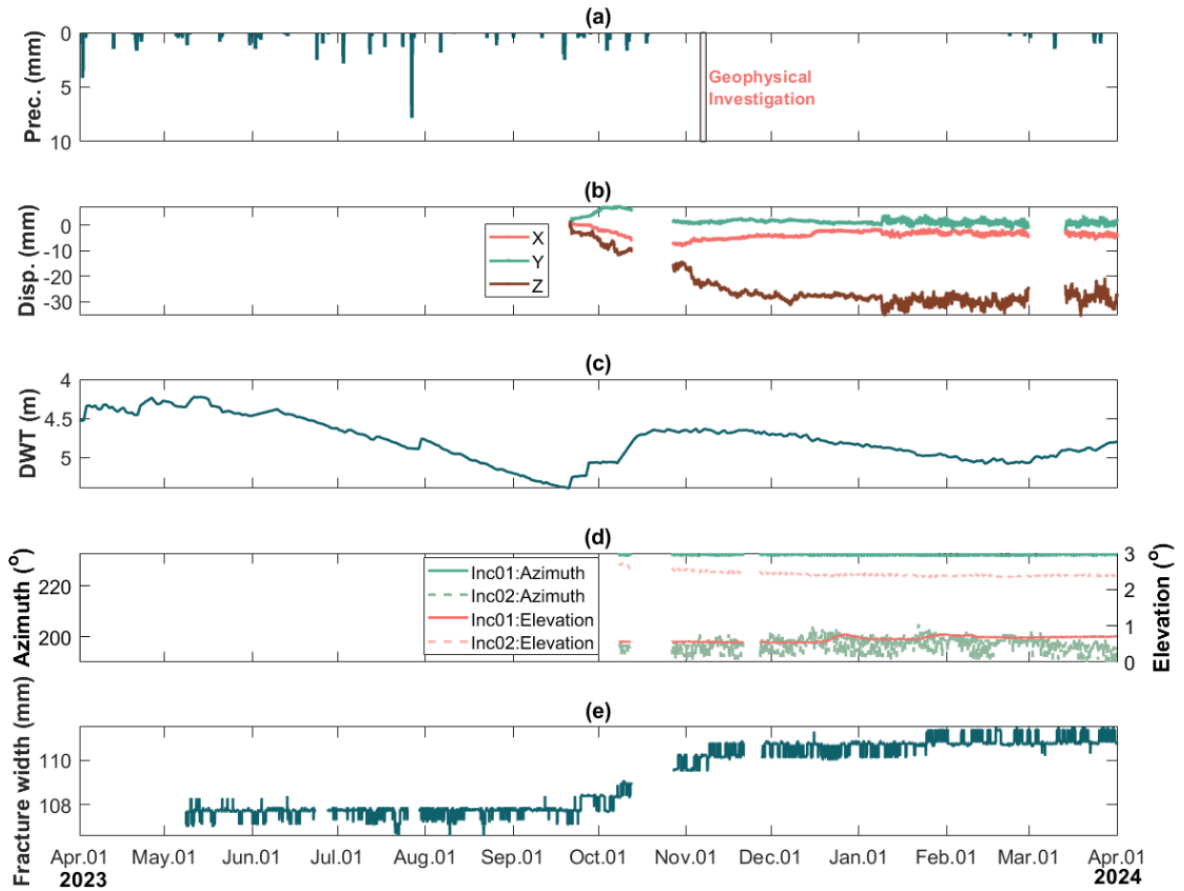 (a)
0
5
10
Prec. (mm)
Geophysical
Investigation
(b)
0
-10
-20
-30
Disp. (mm)
X
Y
Z
(c)
4
4.5
5
DWT (m)
(d)
220
200
Azimuth (°)
Inc01:Azimuth
Inc02:Azimuth
Inc01:Elevation
Inc02:Elevation
3
2
1
0
Elevation (°)
(e)
110
108
Fracture width (mm)
Apr.01 May.01 Jun.01 Jul.01 Aug.01 Sep.01 Oct.01 Nov.01 Dec.01 Jan.01 Feb.01 Mar.01 Apr.01
2023 2024